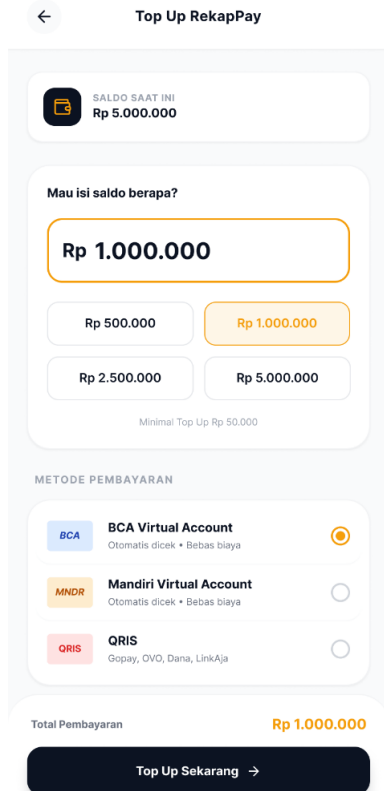 Top Up RekapPay
SALDO SAAT INI
Rp 5.000.000
Mau isi saldo berapa?
Rp 1.000.000
Rp 500.000
Rp 1.000.000
Rp 2.500.000
Rp 5.000.000
Minimal Top Up Rp 50.000
METODE PEMBAYARAN
BCA
BCA Virtual Account
Otomatis dicek • Bebas biaya
MNDR
Mandiri Virtual Account
Otomatis dicek • Bebas biaya
QRIS
QRIS
Gopay, OVO, Dana, LinkAja
Total Pembayaran
Rp 1.000.000
Top Up Sekarang →